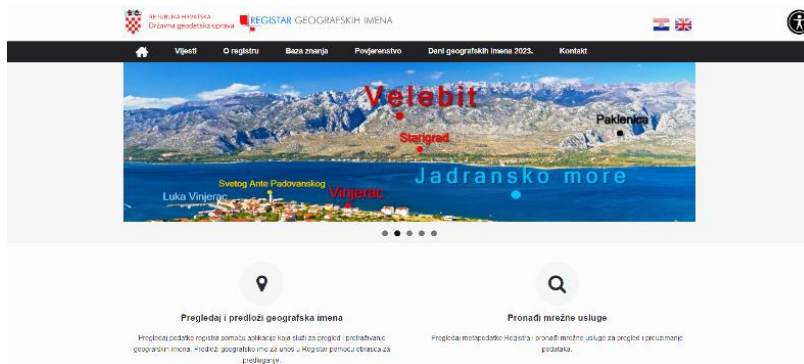 REPUBLIKA HRVATSKA
Državna geodetska uprava
REGISTAR GEOGRAFSKIH IMENA
Vijesti O registru Baza znanja Povjerenstvo Dani geografskih imena 2023. Kontakt
Velebit
Paklenica
Starigrad
Jadransko more
Svetog Ante Padovanskog
Luka Vinjerac
Vinjerac
Pregledaj i predloži geografska imena
Pronađi mrežne usluge
Pregledaj podatke registra pomoću aplikacije koja služi za pregled i pretraživanje
geografskih imena. Predloži geografsko ime za unos u Registar pomoću obrasca za
predlaganje.
Pregledaj metapodatke Registra i pronađi mrežne usluge za pregled i preuzimanje
podataka.